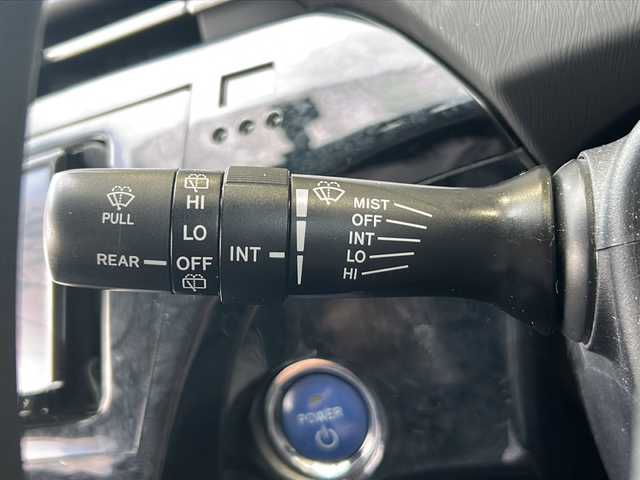 PULL
REAR
HI
LO
OFF
INT
MIST
OFF
INT
LO
HI
POWER